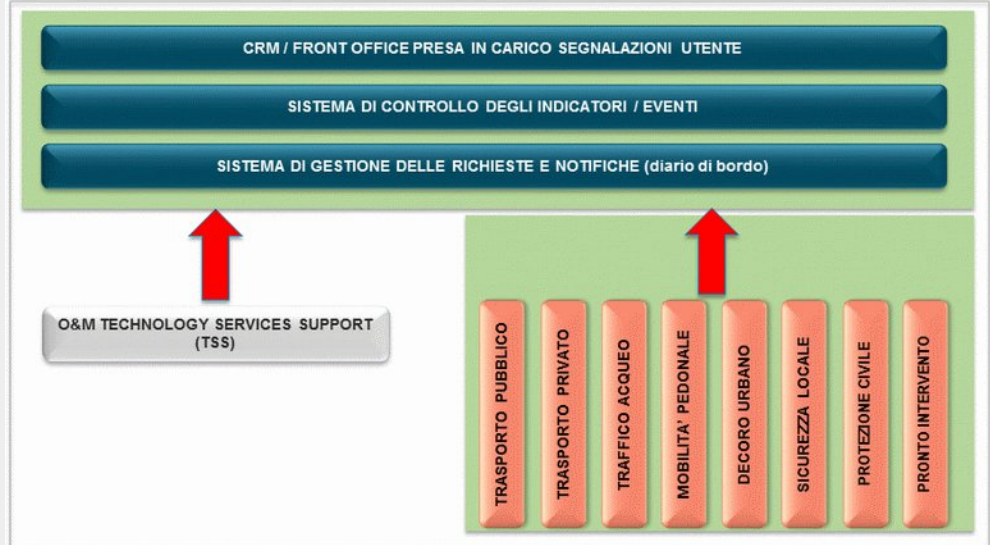 CRM / FRONT OFFICE PRESA IN CARICO SEGNALAZIONI UTENTE
SISTEMA DI CONTROLLO DEGLI INDICATORI / EVENTI
SISTEMA DI GESTIONE DELLE RICHIESTE E NOTIFICHE (diario di bordo)
O&M TECHNOLOGY SERVICES SUPPORT
(TSS)
TRASPORTO PUBBLICO
TRASPORTO PRIVATO
TRAFFICO ACQUEO
MOBILITA' PEDONALE
DECORO URBANO
SICUREZZA LOCALE
PROTEZIONE CIVILE
PRONTO INTERVENTO